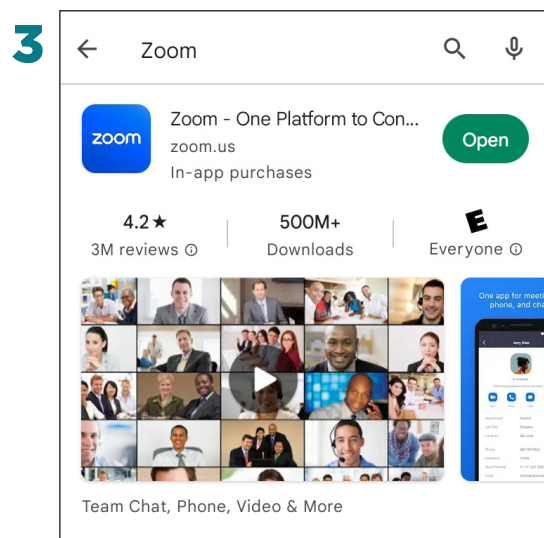 3
Zoom
zoom
Zoom - One Platform to Con...
zoom.us
In-app purchases
Open
4.2★
3M reviews
500M+
Downloads
E
Everyone
One app for meeti
phone, and cha
Team Chat, Phone, Video & More